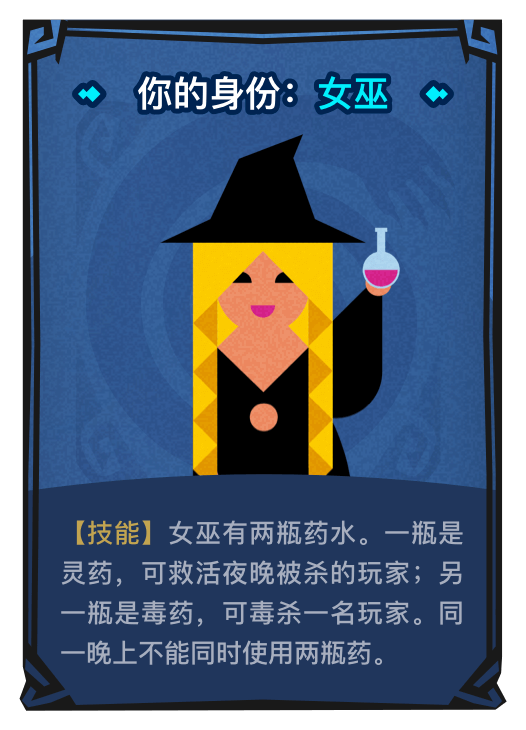 你的身份：女巫
【技能】女巫有两瓶药水。一瓶是
灵药，可救活夜晚被杀的玩家；另
一瓶是毒药，可毒杀一名玩家。同
一晚上不能同时使用两瓶药。